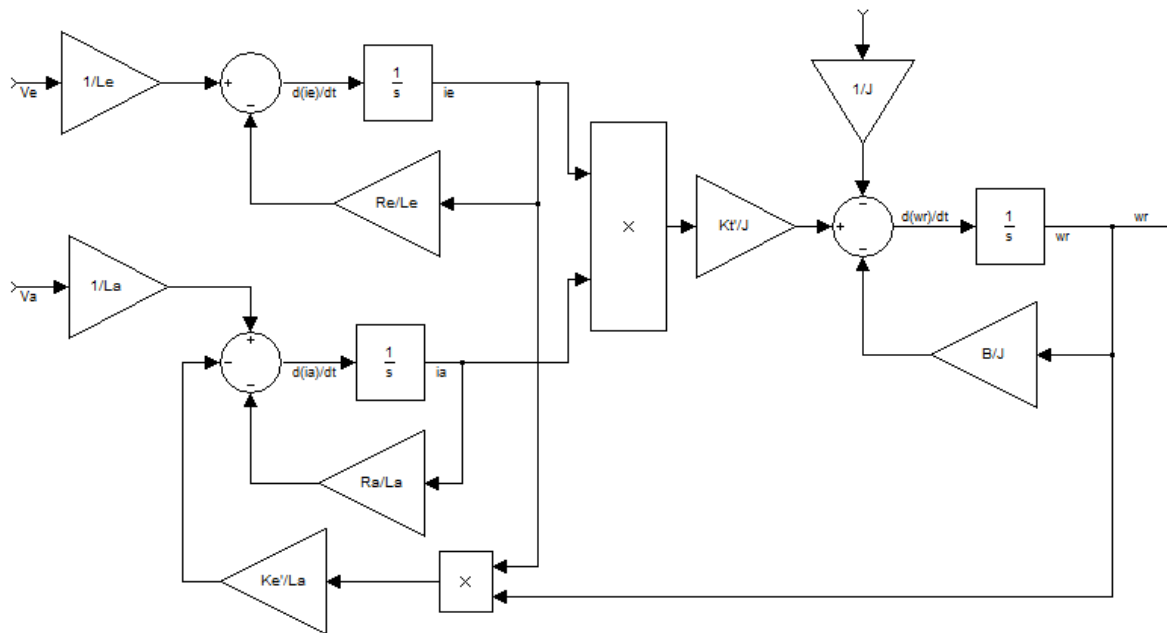 Ve
1/Le
+
−
d(ie)/dt
1
s
ie
Re/Le
Va
1/La
+
−
−
d(ia)/dt
1
s
ia
Ra/La
Ke'/La
×
×
Kt'/J
1/J
−
+
−
d(wr)/dt
1
s
wr
wr
B/J